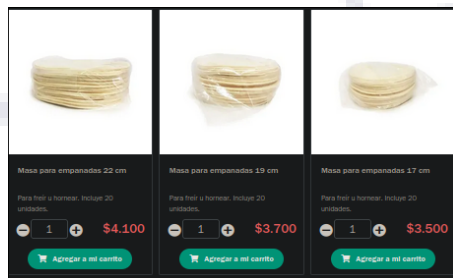 Masa para empanadas 22 cm
Para freír u hornear. Incluye 20
unidades.
1
$4.100
Agregar a mi carrito
Masa para empanadas 19 cm
Para freír u hornear. Incluye 20
unidades.
1
$3.700
Agregar a mi carrito
Masa para empanadas 17 cm
Para freír u hornear. Incluye 20
unidades.
1
$3.500
Agregar a mi carrito